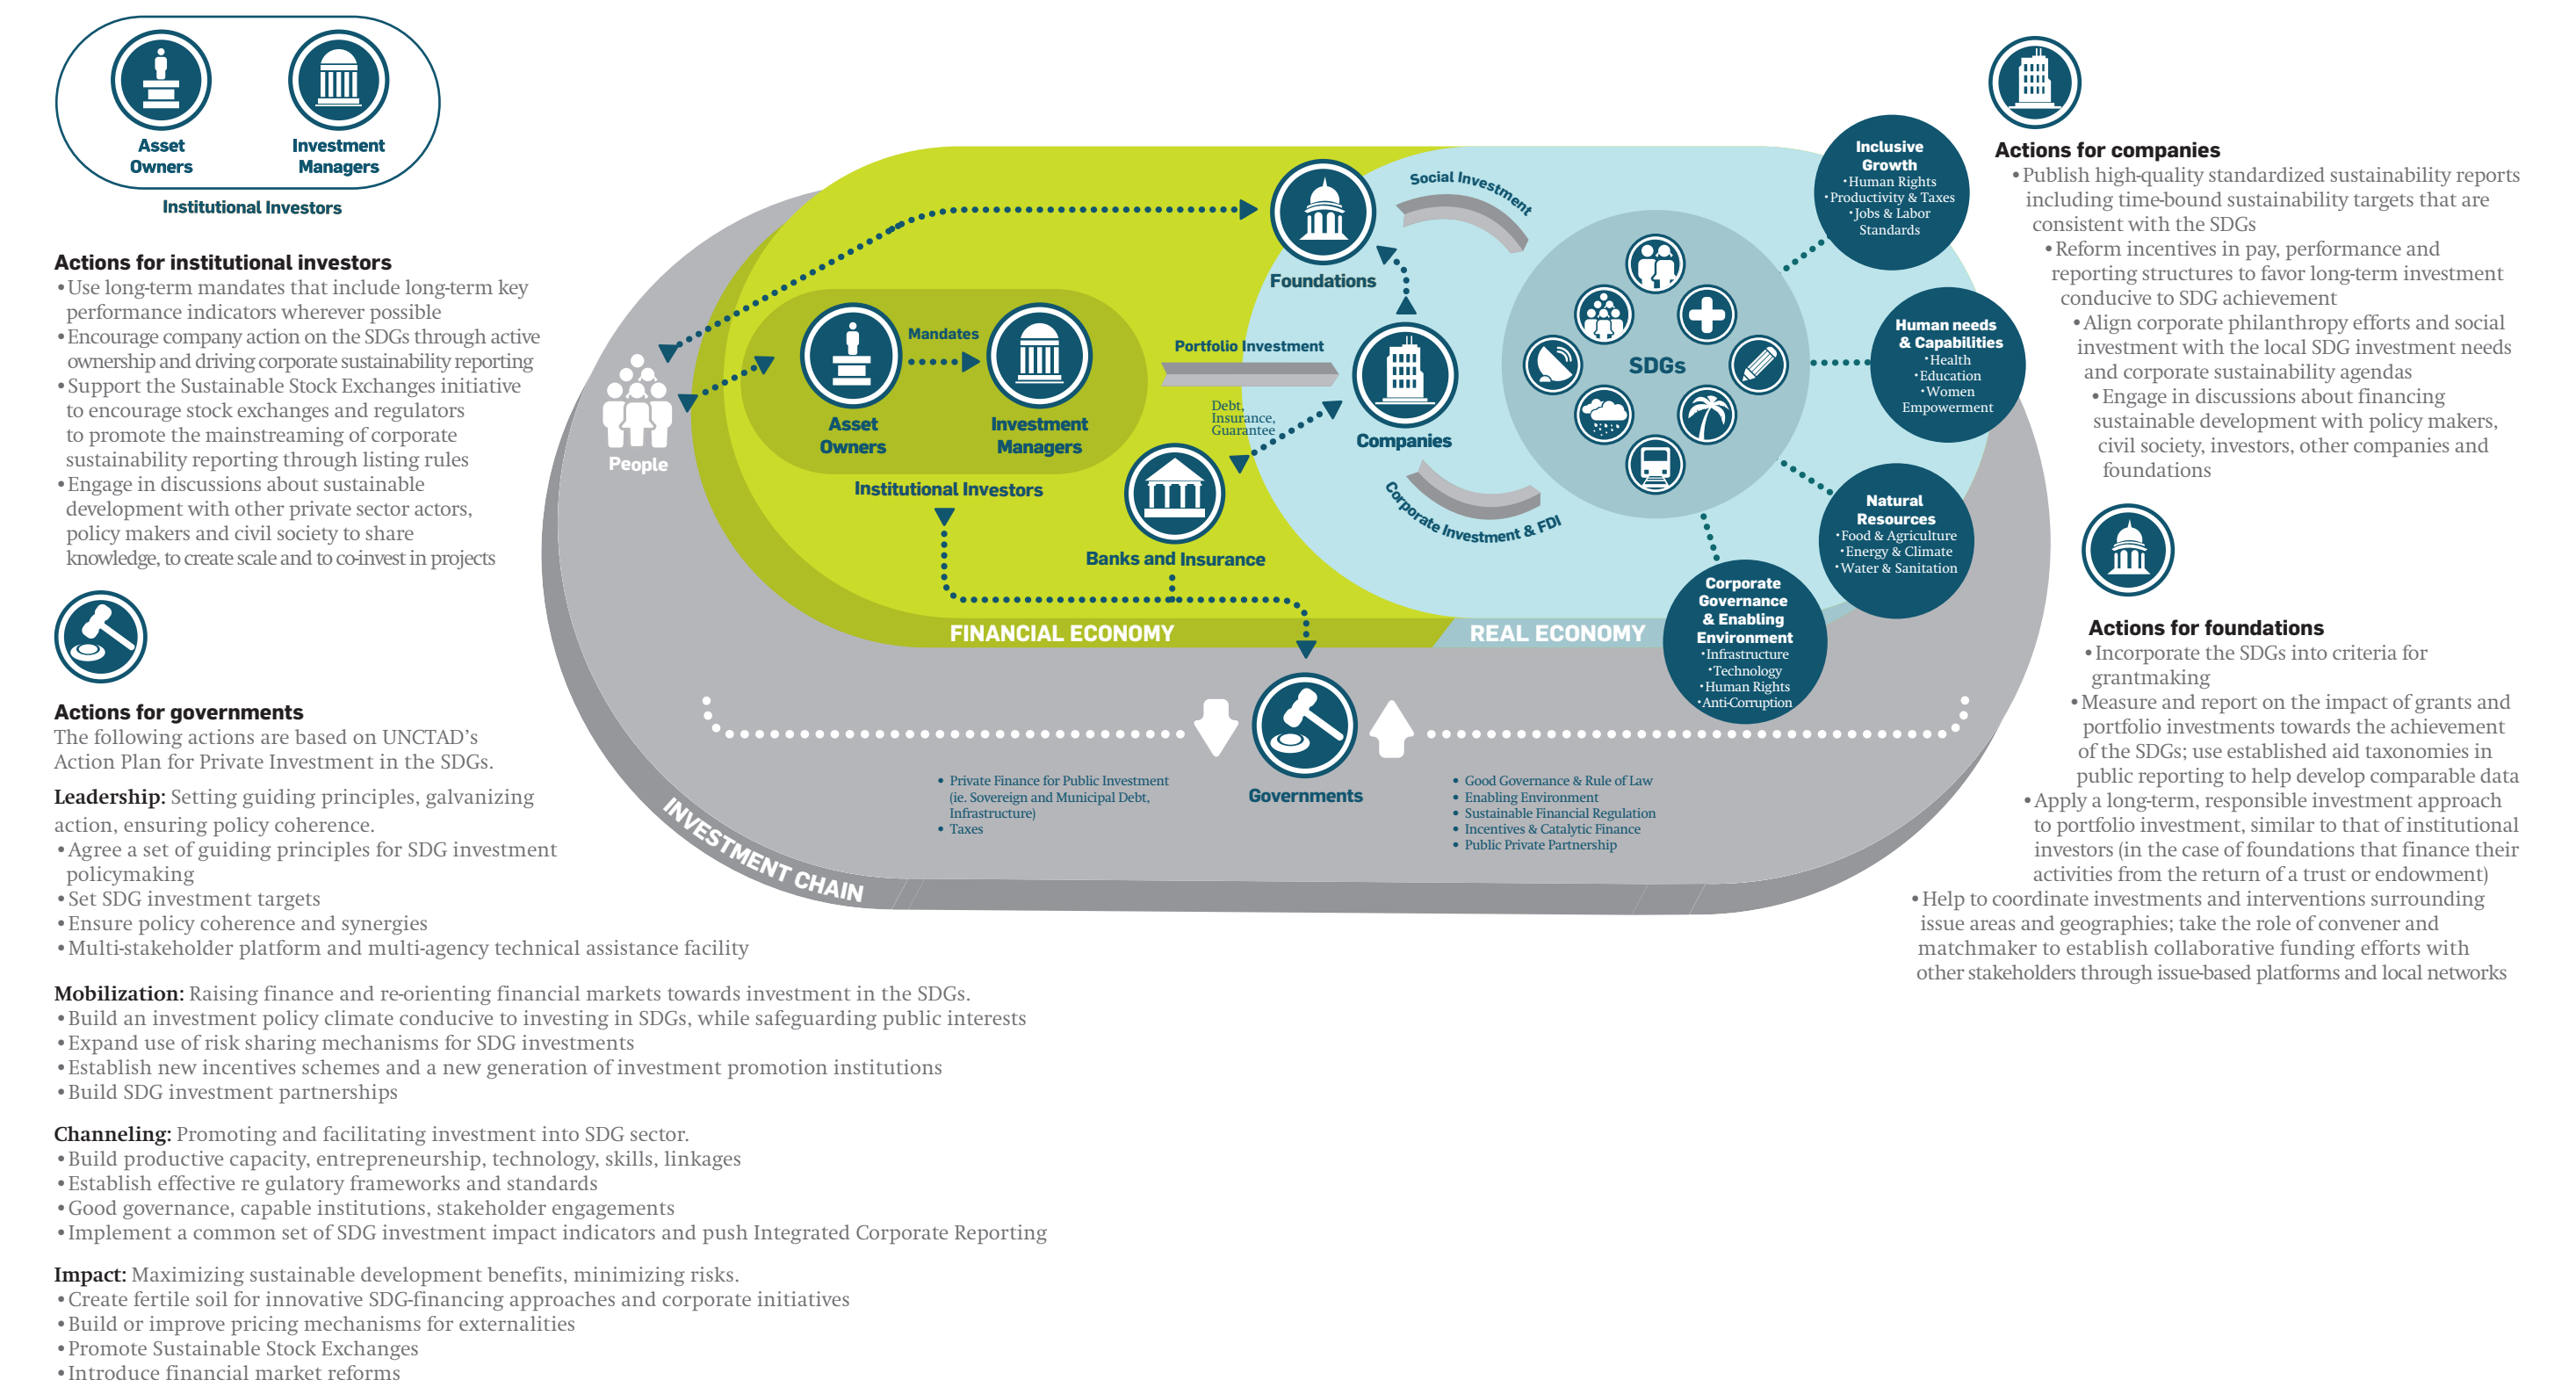 Asset
Owners
Investment
Managers
Institutional Investors
Actions for institutional investors
•Use long-term mandates that include long-term key
performance indicators wherever possible
•Encourage company action on the SDGs through active
ownership and driving corporate sustainability reporting
•Support the Sustainable Stock Exchanges initiative
to encourage stock exchanges and regulators
to promote the mainstreaming of corporate
sustainability reporting through listing rules
•Engage in discussions about sustainable
development with other private sector actors,
policy makers and civil society to share
knowledge, to create scale and to co-invest in projects
Actions for governments
The following actions are based on UNCTAD's
Action Plan for Private Investment in the SDGs.
Leadership: Setting guiding principles, galvanizing
action, ensuring policy coherence.
•Agree a set of guiding principles for SDG investment
policymaking
•Set SDG investment targets
•Ensure policy coherence and synergies
•Multi-stakeholder platform and multi-agency technical assistance facility
Mobilization: Raising finance and re-orienting financial markets towards investment in the SDGs.
•Build an investment policy climate conducive to investing in SDGs, while safeguarding public interests
•Expand use of risk sharing mechanisms for SDG investments
•Establish new incentives schemes and a new generation of investment promotion institutions
•Build SDG investment partnerships
Channeling: Promoting and facilitating investment into SDG sector.
•Build productive capacity, entrepreneurship, technology, skills, linkages
•Establish effective re gulatory frameworks and standards
•Good governance, capable institutions, stakeholder engagements
•Implement a common set of SDG investment impact indicators and push Integrated Corporate Reporting
Impact: Maximizing sustainable development benefits, minimizing risks.
•Create fertile soil for innovative SDG-financing approaches and corporate initiatives
•Build or improve pricing mechanisms for externalities
•Promote Sustainable Stock Exchanges
•Introduce financial market reforms
People
Asset
Owners
Mandates
Investment
Managers
Institutional Investors
Foundations
Social Investment
Portfolio Investment
Debt,
Insurance,
Guarantee
Companies
Banks and Insurance
Corporate Investment & FDI
SDGs
FINANCIAL ECONOMY
REAL ECONOMY
INVESTMENT CHAIN
Governments
• Private Finance for Public Investment
(ie. Sovereign and Municipal Debt,
Infrastructure)
• Taxes
• Good Governance & Rule of Law
• Enabling Environment
• Sustainable Financial Regulation
• Incentives & Catalytic Finance
• Public Private Partnership
Inclusive
Growth
•Human Rights
•Productivity & Taxes
•Jobs & Labor
Standards
Human needs
& Capabilities
•Health
•Education
•Women
Empowerment
Natural
Resources
•Food & Agriculture
•Energy & Climate
•Water & Sanitation
Corporate
Governance
& Enabling
Environment
•Infrastructure
•Technology
•Human Rights
•Anti-Corruption
Actions for companies
•Publish high-quality standardized sustainability reports
including time-bound sustainability targets that are
consistent with the SDGs
•Reform incentives in pay, performance and
reporting structures to favor long-term investment
conducive to SDG achievement
•Align corporate philanthropy efforts and social
investment with the local SDG investment needs
and corporate sustainability agendas
•Engage in discussions about financing
sustainable development with policy makers,
civil society, investors, other companies and
foundations
Actions for foundations
•Incorporate the SDGs into criteria for
grantmaking
•Measure and report on the impact of grants and
portfolio investments towards the achievement
of the SDGs; use established aid taxonomies in
public reporting to help develop comparable data
•Apply a long-term, responsible investment approach
to portfolio investment, similar to that of institutional
investors (in the case of foundations that finance their
activities from the return of a trust or endowment)
•Help to coordinate investments and interventions surrounding
issue areas and geographies; take the role of convener and
matchmaker to establish collaborative funding efforts with
other stakeholders through issue-based platforms and local networks